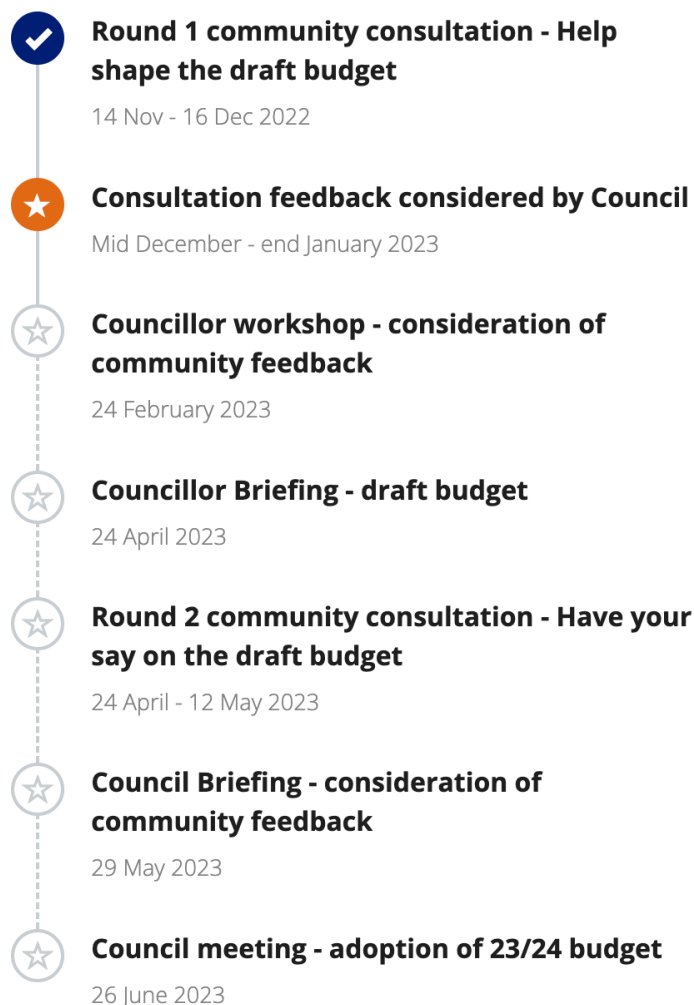 Round 1 community consultation - Help
shape the draft budget
14 Nov - 16 Dec 2022
Consultation feedback considered by Council
Mid December - end January 2023
Councillor workshop - consideration of
community feedback
24 February 2023
Councillor Briefing - draft budget
24 April 2023
Round 2 community consultation - Have your
say on the draft budget
24 April - 12 May 2023
Council Briefing - consideration of
community feedback
29 May 2023
Council meeting - adoption of 23/24 budget
26 June 2023